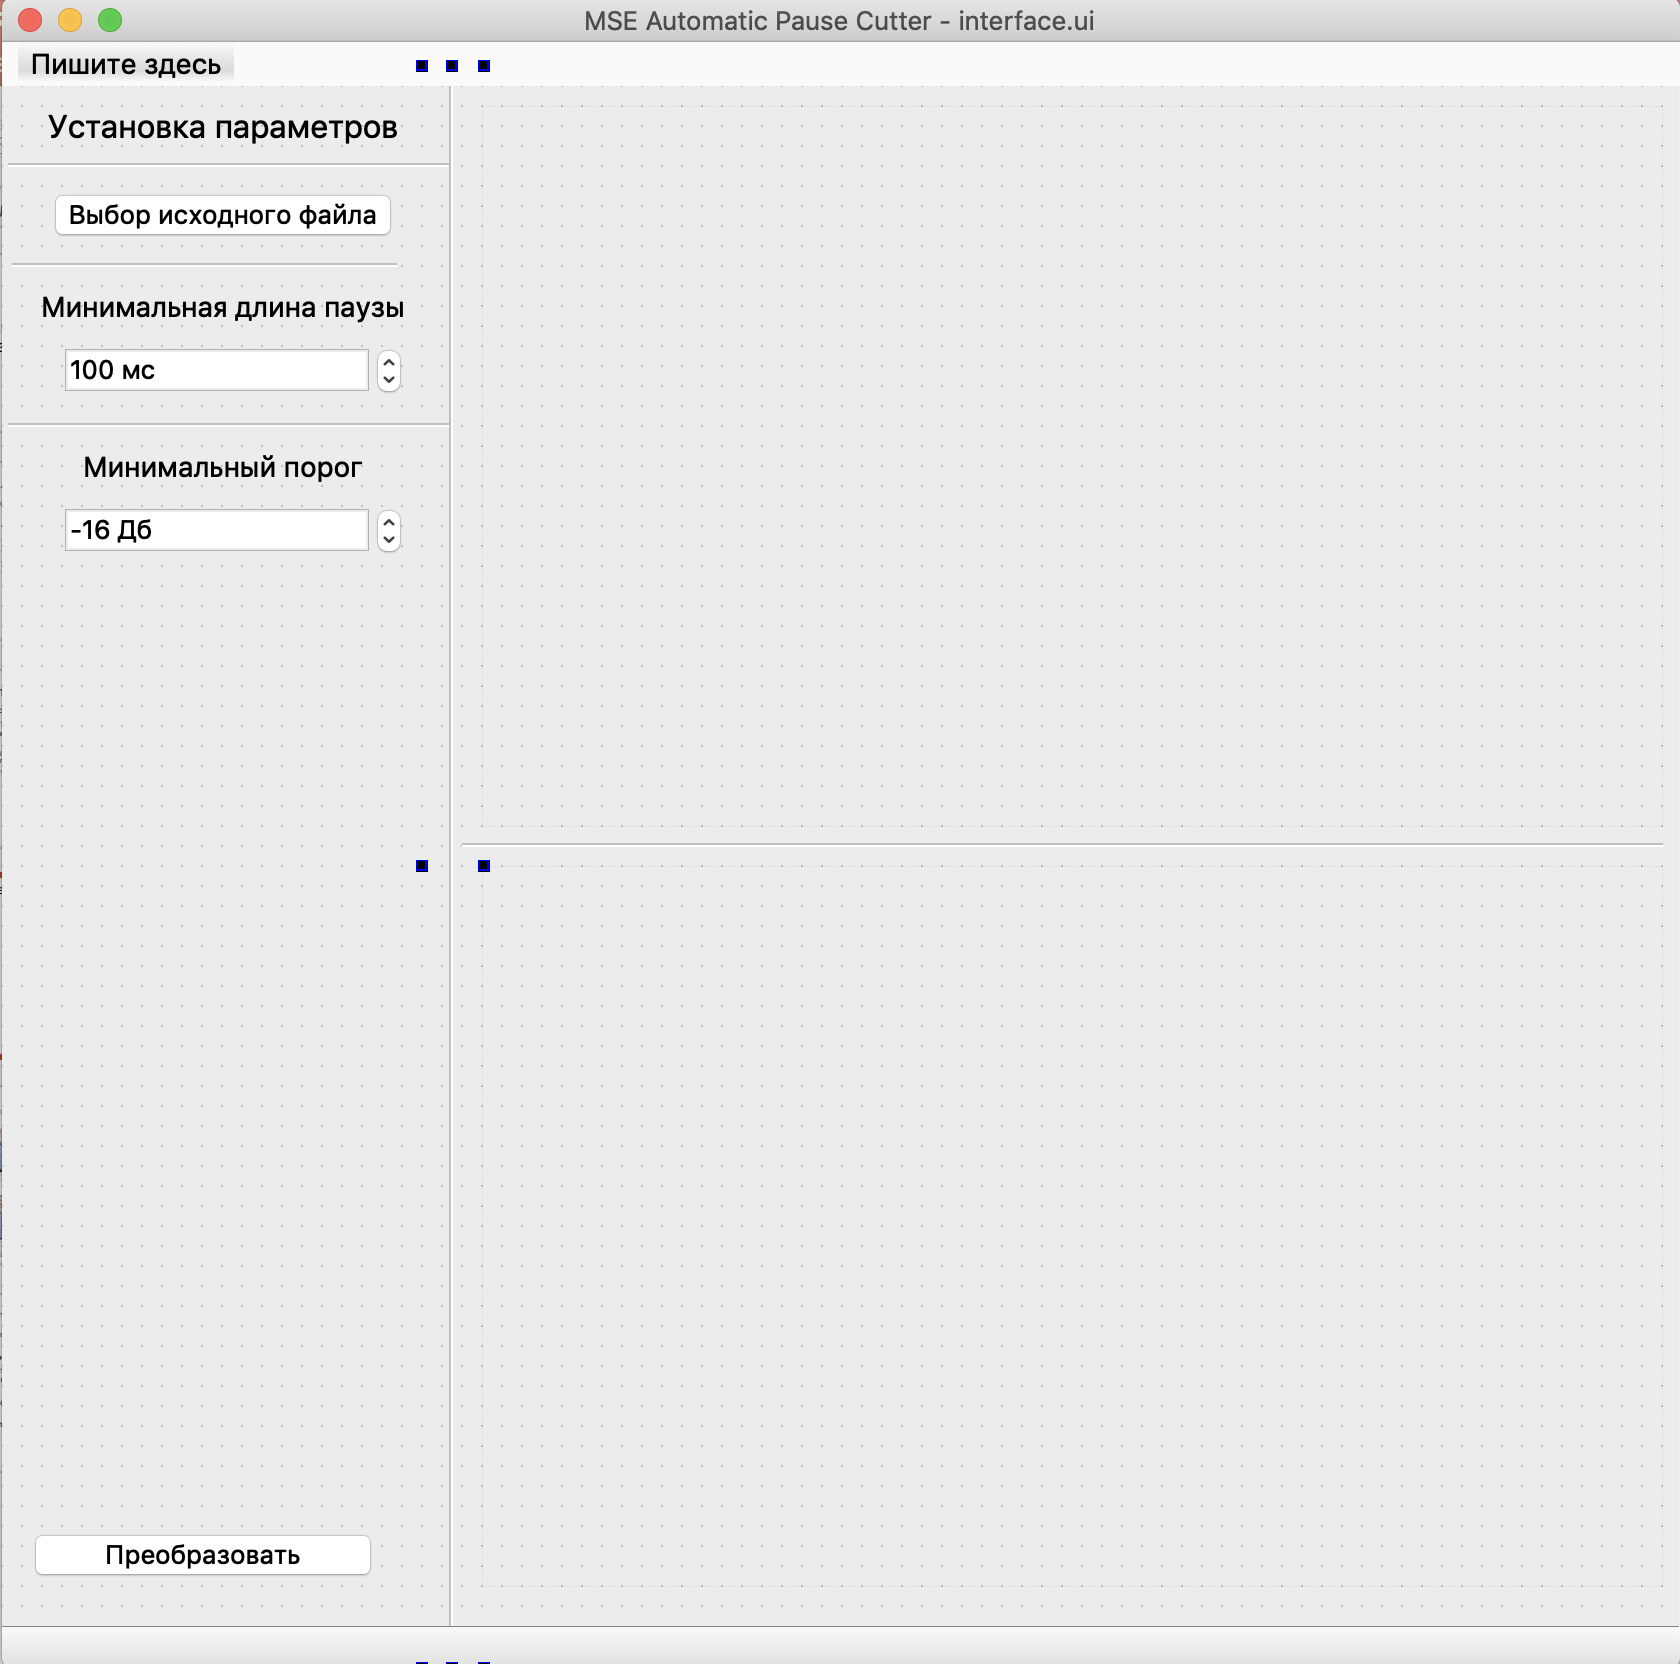 MSE Automatic Pause Cutter - interface.ui
Пишите здесь
Установка параметров
Выбор исходного файла
Минимальная длина паузы
100 мс
Минимальный порог
-16 Дб
Преобразовать